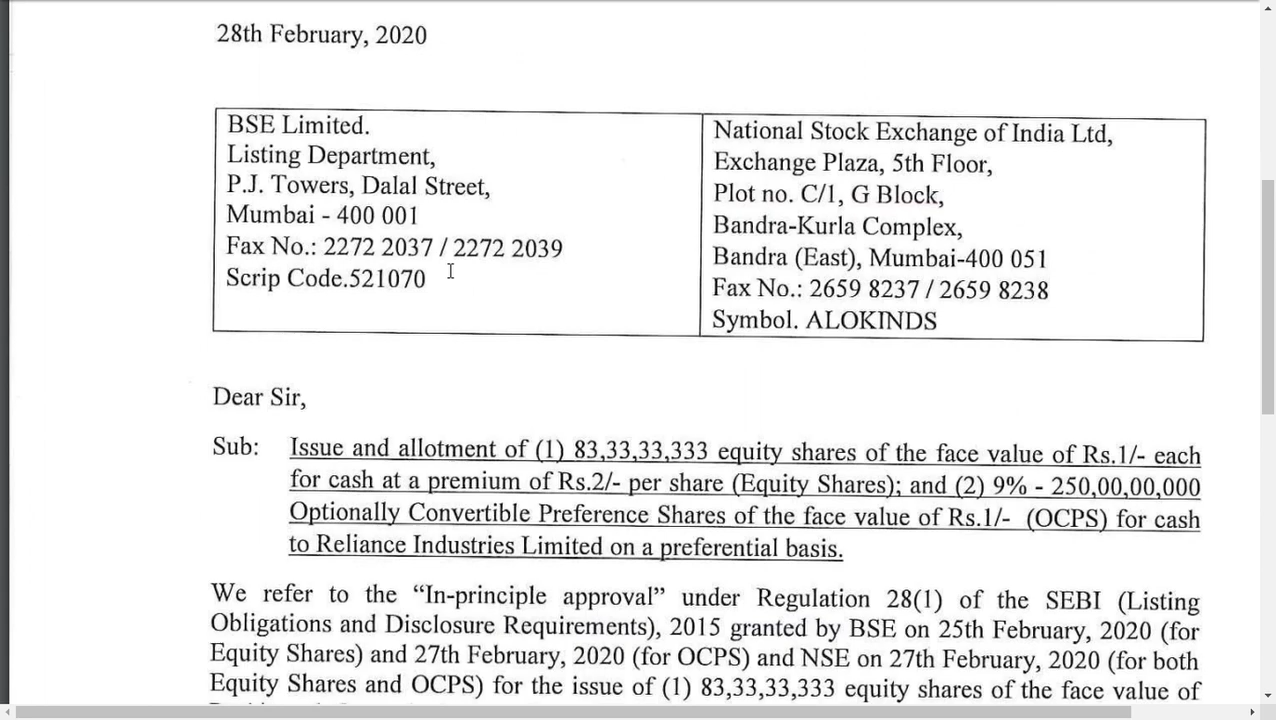 28th February, 2020
BSE Limited.
Listing Department,
P.J. Towers, Dalal Street,
Mumbai - 400 001
Fax No.: 2272 2037 / 2272 2039
Scrip Code.521070
National Stock Exchange of India Ltd,
Exchange Plaza, 5th Floor,
Plot no. C/1, G Block,
Bandra-Kurla Complex,
Bandra (East), Mumbai-400 051
Fax No.: 2659 8237 / 2659 8238
Symbol. ALOKINDS
Dear Sir,
Sub: Issue and allotment of (1) 83,33,33,333 equity shares of the face value of Rs.1/- each
for cash at a premium of Rs.2/- per share (Equity Shares); and (2) 9% - 250,00,00,000
Optionally Convertible Preference Shares of the face value of Rs.1/- (OCPS) for cash
to Reliance Industries Limited on a preferential basis.
We refer to the “In-principle approval” under Regulation 28(1) of the SEBI (Listing
Obligations and Disclosure Requirements), 2015 granted by BSE on 25th February, 2020 (for
Equity Shares) and 27th February, 2020 (for OCPS) and NSE on 27th February, 2020 (for both
Equity Shares and OCPS) for the issue of (1) 83,33,33,333 equity shares of the face value of